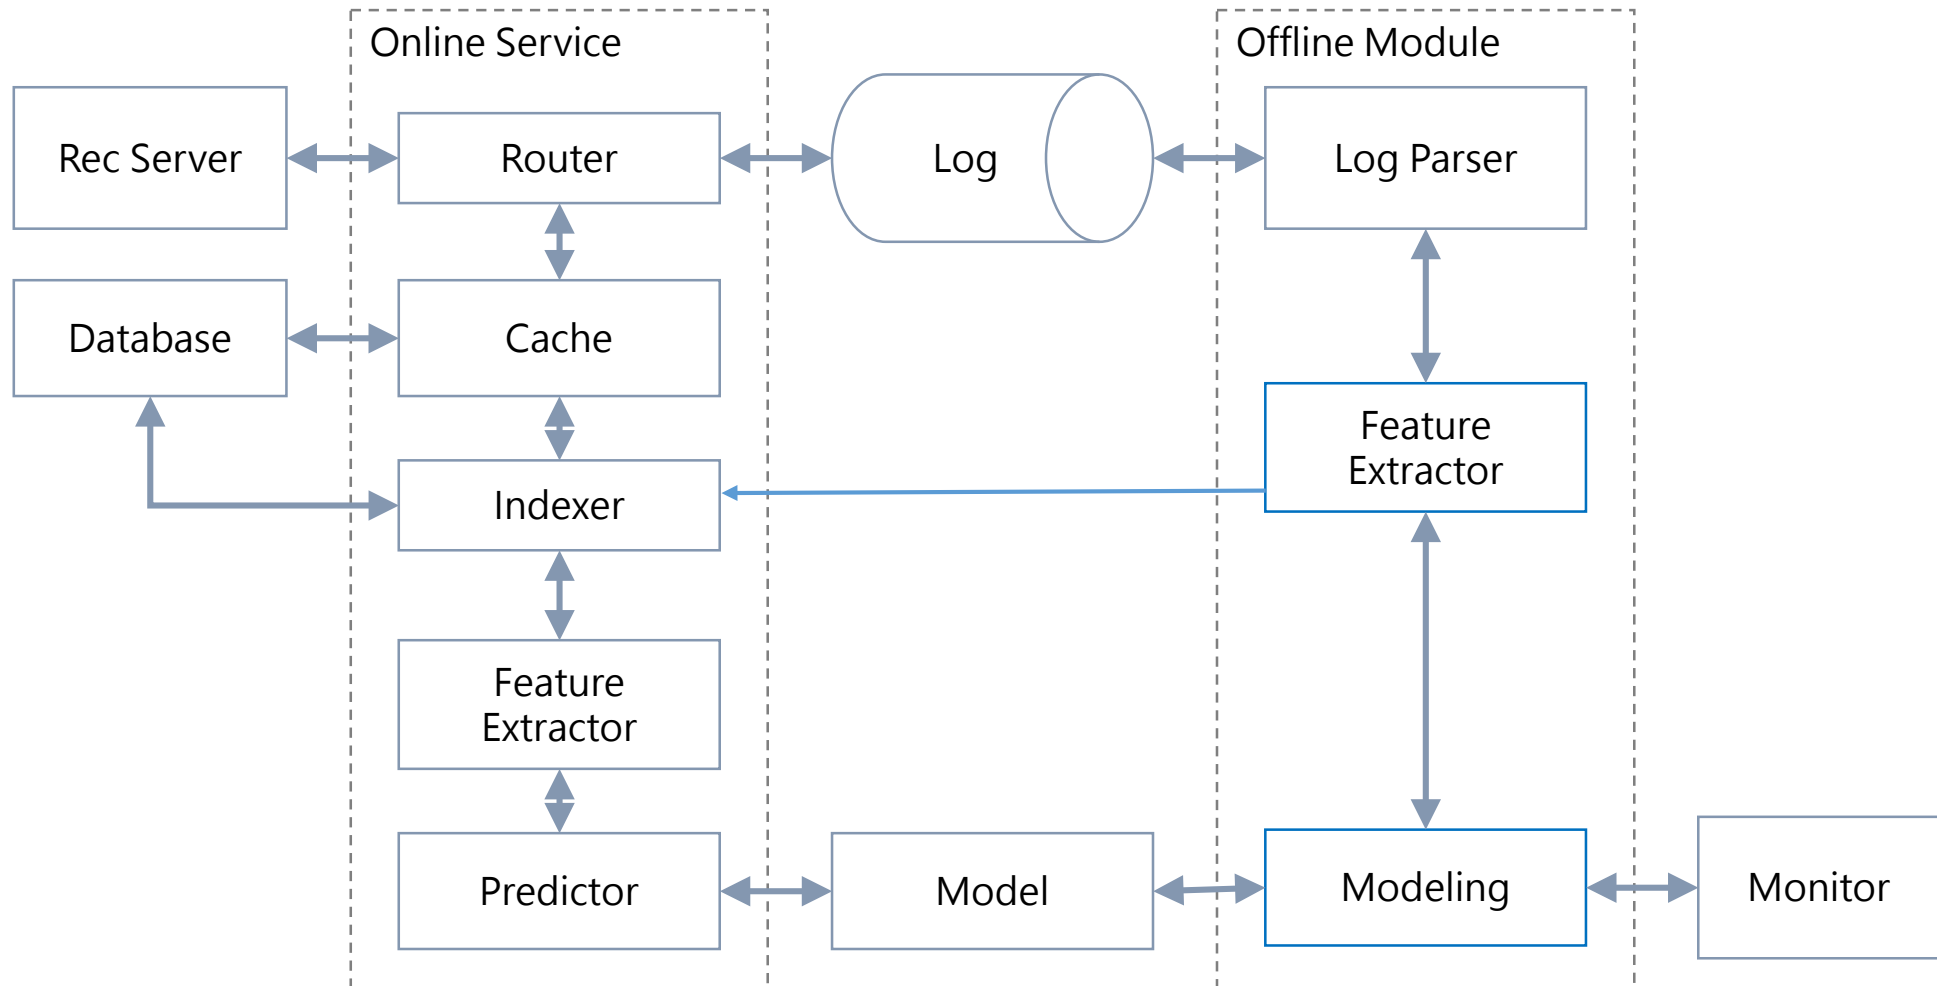 Online Service
Offline Module
Rec Server
Router
Log
Log Parser
Database
Cache
Feature
Extractor
Indexer
Feature
Extractor
Predictor
Model
Modeling
Monitor